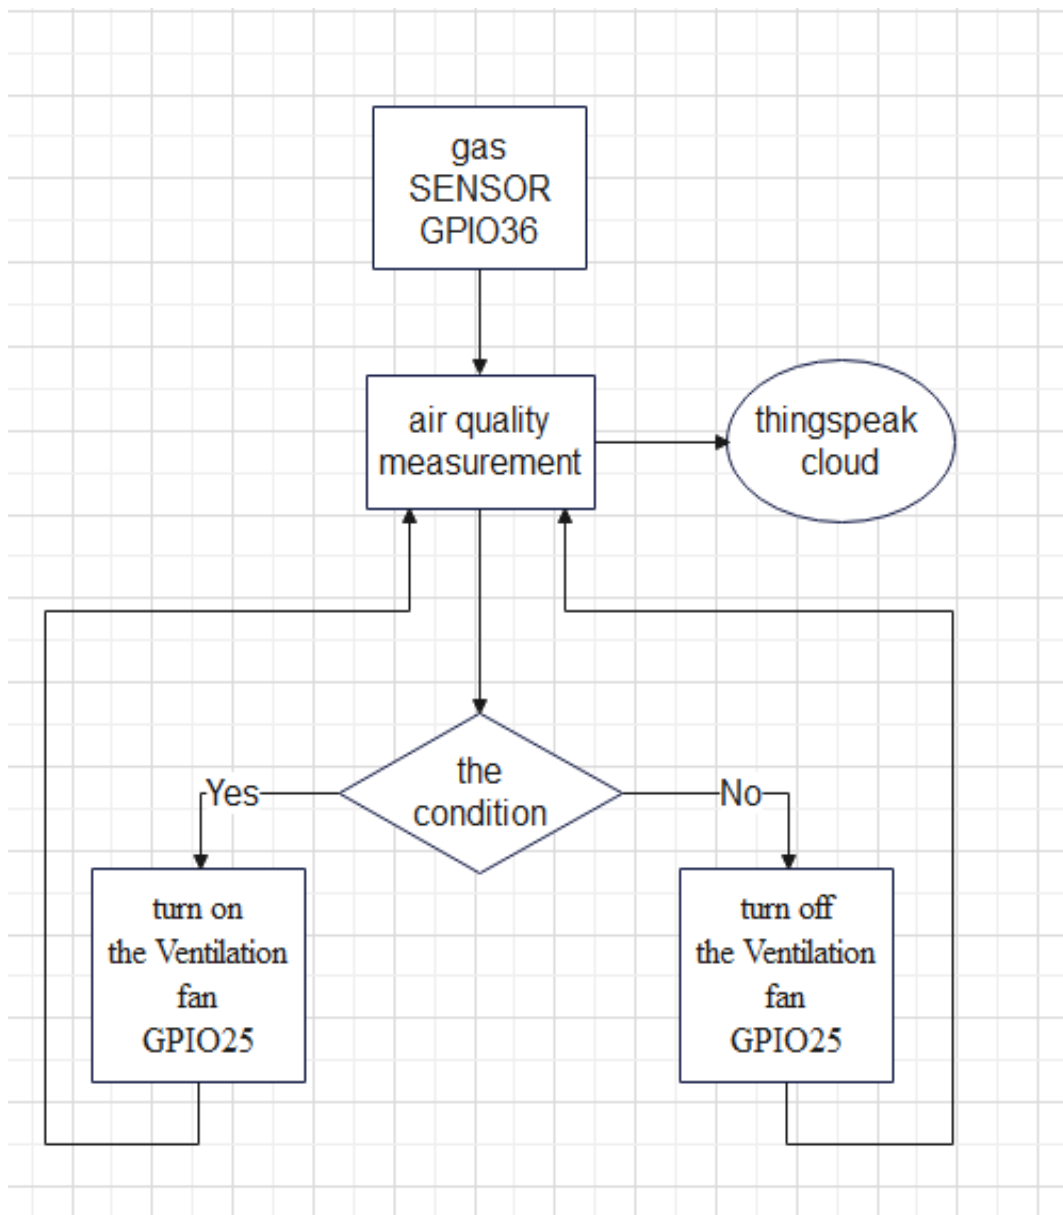 gas
SENSOR
GPIO36
air quality
measurement
thingspeak
cloud
the
condition
Yes
No
turn on
the Ventilation
fan
GPIO25
turn off
the Ventilation
fan
GPIO25